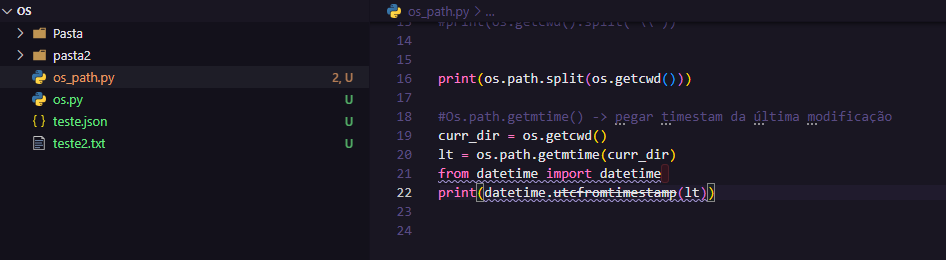 OS
Pasta
pasta2
os_path.py 2, U
os.py U
teste.json U
teste2.txt U
os_path.py > ...
13 #print(os.getcwd().split('\\'))
14
15
16 print(os.path.split(os.getcwd()))
17
18 #Os.path.getmtime() -> pegar timestam da última modificação
19 curr_dir = os.getcwd()
20 lt = os.path.getmtime(curr_dir)
21 from datetime import datetime
22 print(datetime.utcfromtimestamp(lt))
23
24